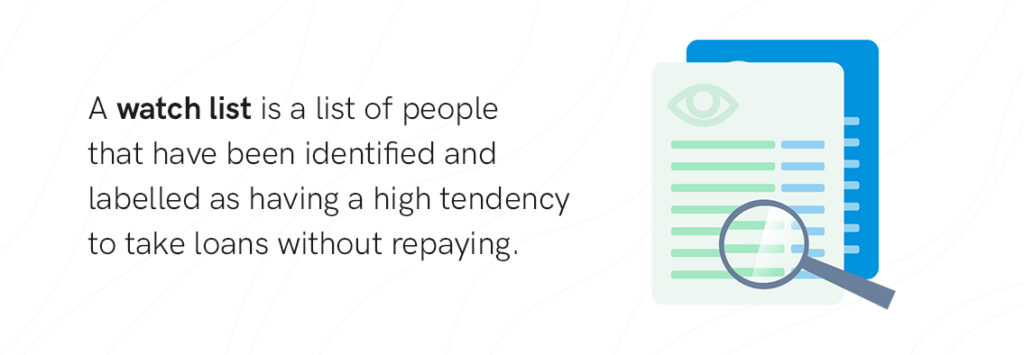 A watch list is a list of people
that have been identified and
labelled as having a high tendency
to take loans without repaying.